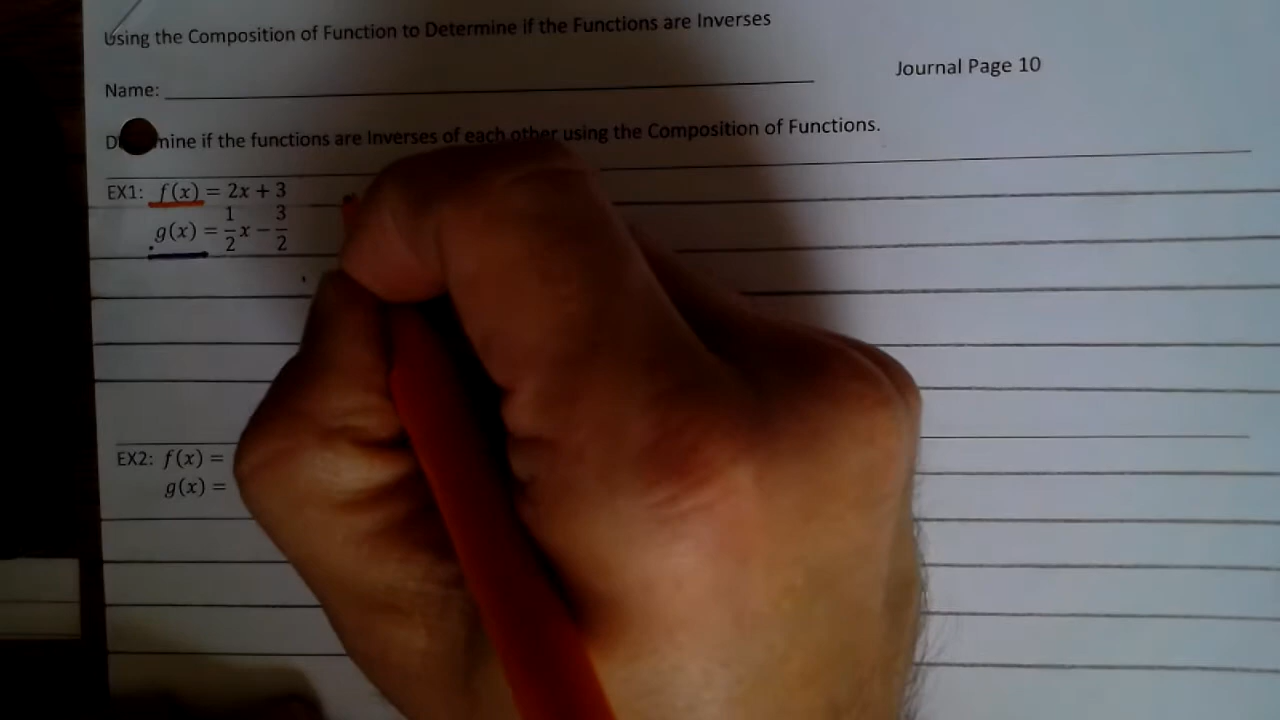 Using the Composition of Function to Determine if the Functions are Inverses
Name:
Journal Page 10
mine if the functions are Inverses of each other using the Composition of Functions.
EX1: f(x) = 2x + 3
g(x) = 1/2 x − 3/2
EX2: f(x) =
g(x) =